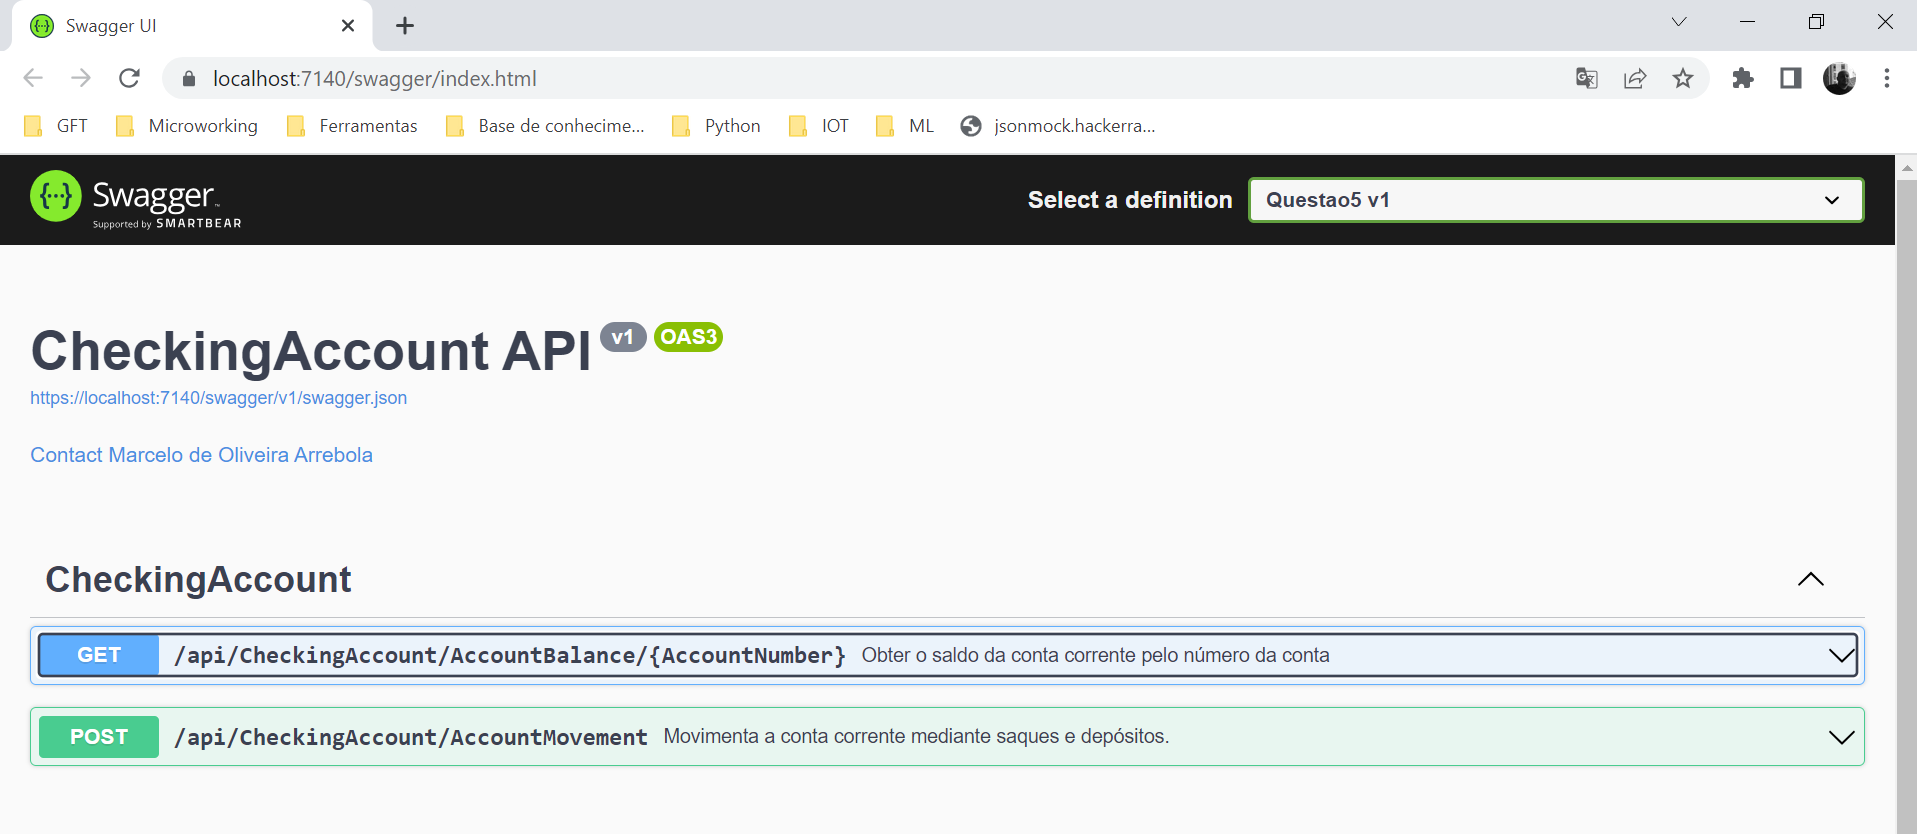 Swagger UI
localhost:7140/swagger/index.html
GFT Microworking Ferramentas Base de conhecime... Python IOT ML jsonmock.hackerra...
{...} Swagger™
Supported by SMARTBEAR
Select a definition Questao5 v1
CheckingAccount API v1 OAS3
https://localhost:7140/swagger/v1/swagger.json
Contact Marcelo de Oliveira Arrebola
CheckingAccount
GET /api/CheckingAccount/AccountBalance/{AccountNumber} Obter o saldo da conta corrente pelo número da conta
POST /api/CheckingAccount/AccountMovement Movimenta a conta corrente mediante saques e depósitos.